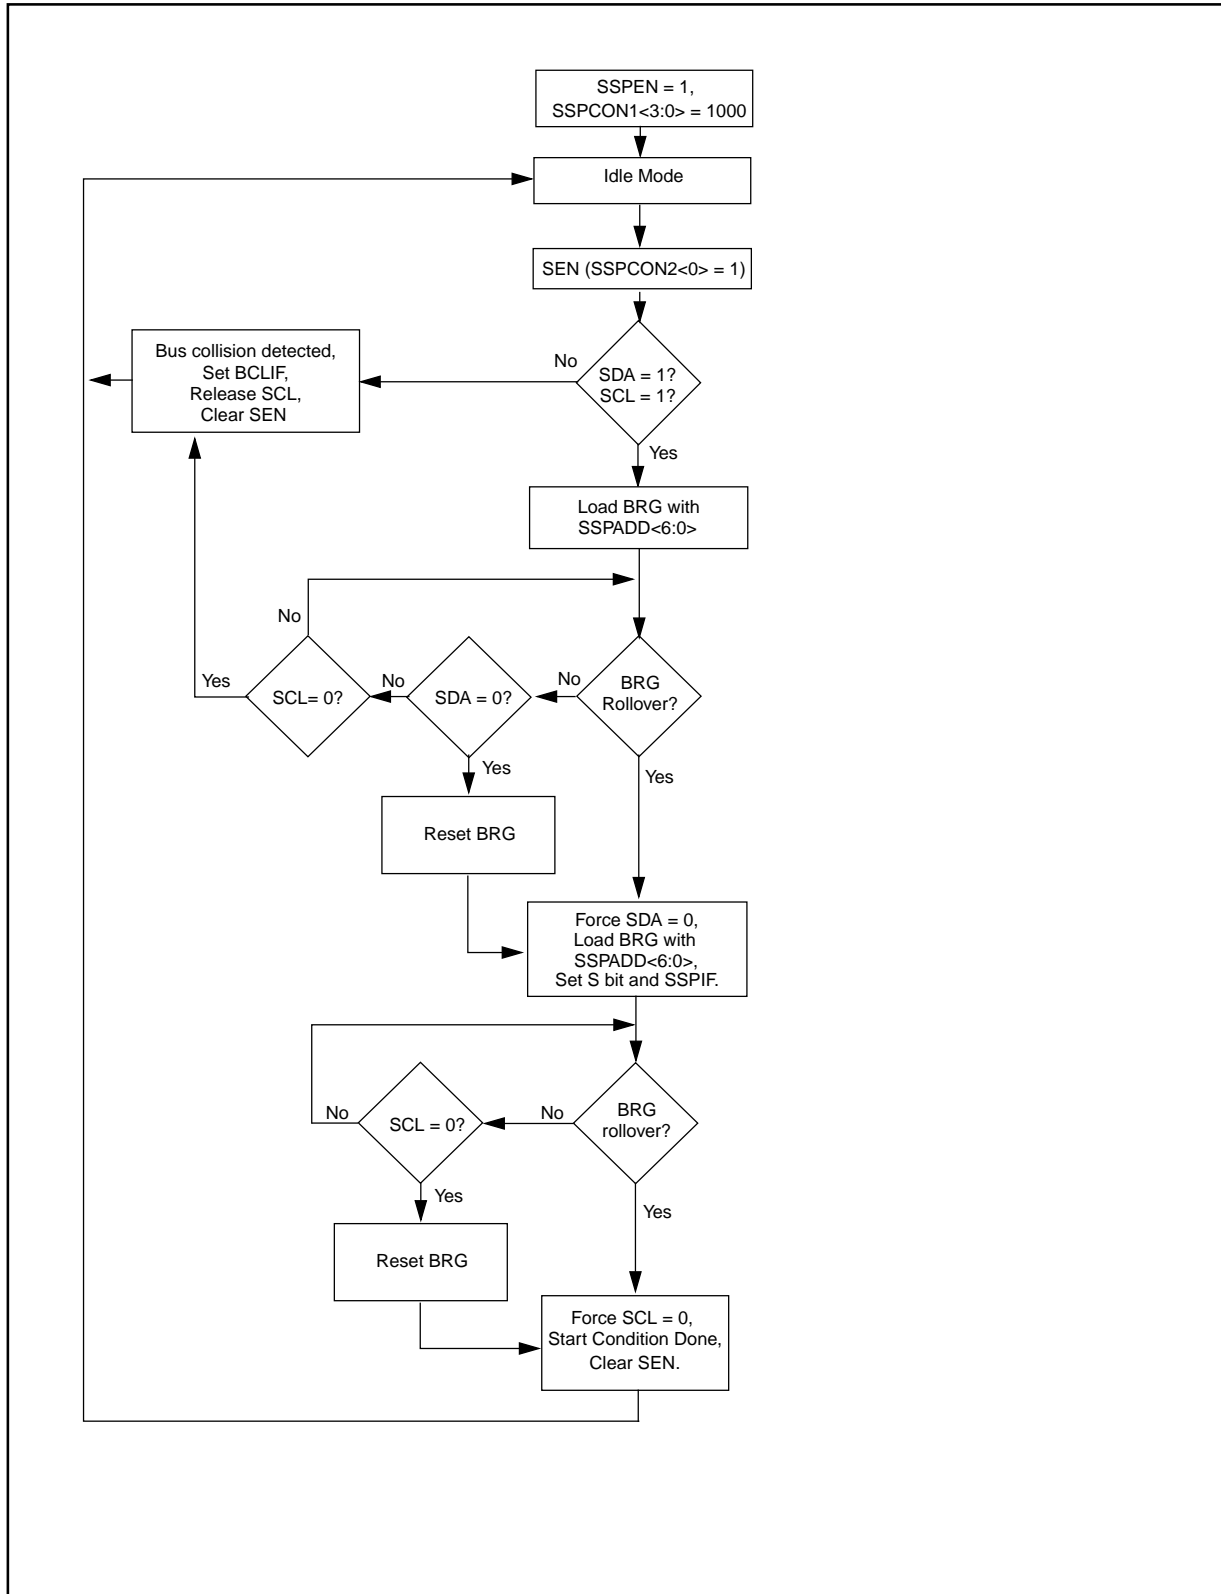 SSPEN = 1,
SSPCON1<3:0> = 1000
Idle Mode
SEN (SSPCON2<0> = 1)
Bus collision detected,
Set BCLIF,
Release SCL,
Clear SEN
No
SDA = 1?
SCL = 1?
Yes
Load BRG with
SSPADD<6:0>
No
Yes
SCL= 0?
No
SDA = 0?
No
BRG
Rollover?
Yes
Yes
Reset BRG
Force SDA = 0,
Load BRG with
SSPADD<6:0>,
Set S bit and SSPIF.
No
SCL = 0?
No
BRG
rollover?
Yes
Yes
Reset BRG
Force SCL = 0,
Start Condition Done,
Clear SEN.